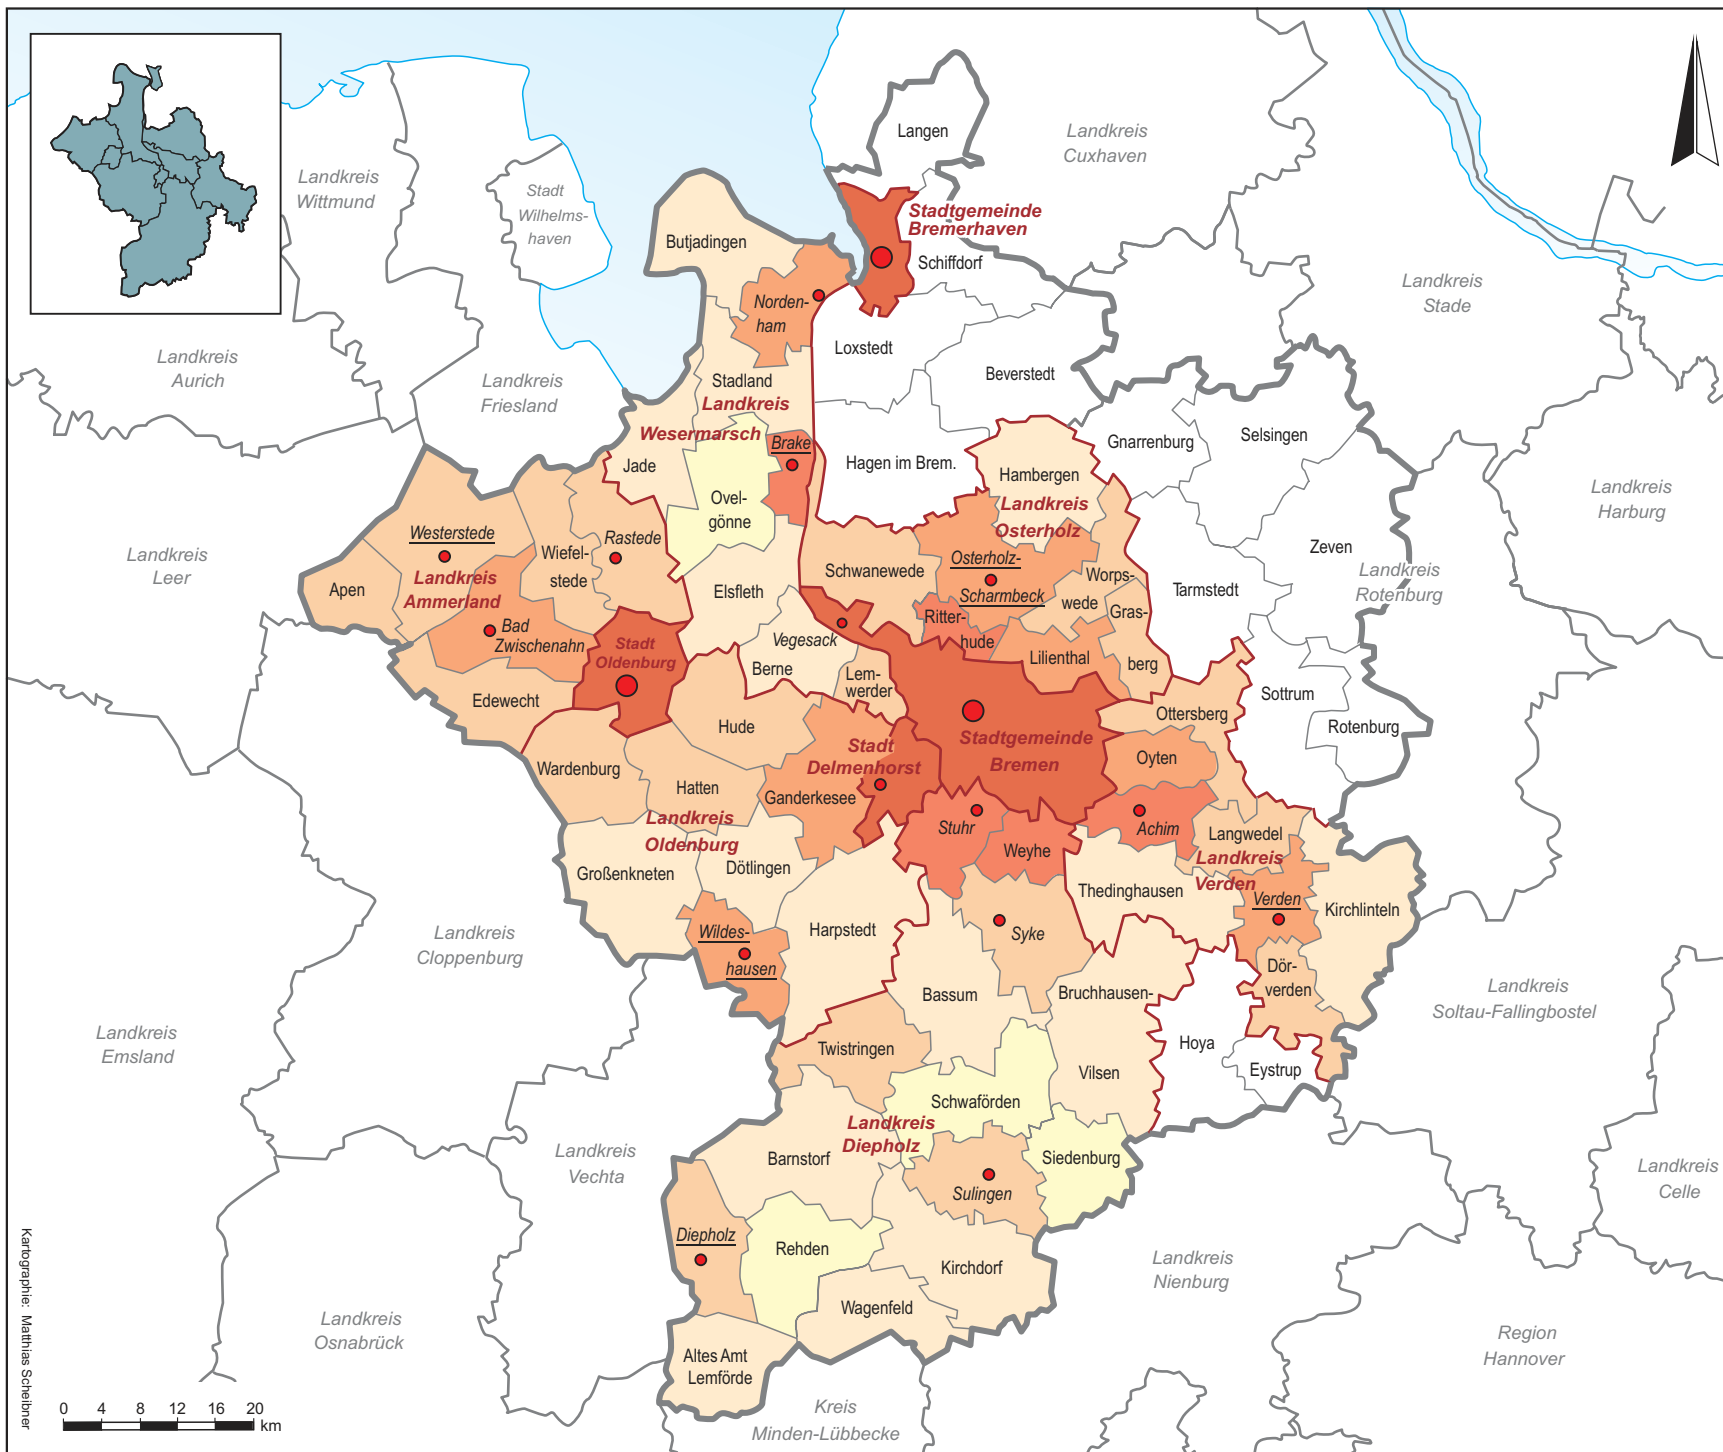 Langen
Landkreis
Cuxhaven
Landkreis
Wittmund
Stadt
Wilhelms-
haven
Stadtgemeinde
Bremerhaven
Butjadingen
Schiffdorf
Landkreis
Stade
Norden-
ham
Loxstedt
Landkreis
Aurich
Landkreis
Friesland
Beverstedt
Stadland
Landkreis
Wesermarsch
Brake
Jade
Hagen im Brem.
Gnarrenburg
Selsingen
Hambergen
Landkreis
Osterholz
Landkreis
Harburg
Ovel-
gönne
Westerstede
Rastede
Wiefel-
stede
Landkreis
Leer
Apen
Landkreis
Ammerland
Schwanewede
Osterholz-
Scharmbeck
Worps-
wede
Zeven
Landkreis
Rotenburg
Tarmstedt
Elsfleth
Gras-
berg
Ritter-
hude
Bad
Zwischenahn
Vegesack
Stadt
Oldenburg
Berne
Lilienthal
Lem-
werder
Edewecht
Sottrum
Rotenburg
Ottersberg
Hude
Stadt
Delmenhorst
Stadtgemeinde
Bremen
Oyten
Wardenburg
Hatten
Ganderkesee
Landkreis
Oldenburg
Stuhr
Achim
Langwedel
Weyhe
Landkreis
Verden
Großenkneten
Dötlingen
Thedinghausen
Verden
Kirchlinteln
Harpstedt
Syke
Wildes-
hausen
Landkreis
Cloppenburg
Dör-
verden
Bassum
Bruchhausen-
Vilsen
Landkreis
Soltau-Fallingbostel
Landkreis
Emsland
Hoya
Twistringen
Eystrup
Schwaförden
Landkreis
Diepholz
Landkreis
Vechta
Barnstorf
Siedenburg
Landkreis
Celle
Sulingen
Diepholz
Rehden
Kirchdorf
Landkreis
Nienburg
Wagenfeld
Landkreis
Osnabrück
Region
Hannover
Altes Amt
Lemförde
Kreis
Minden-Lübbecke
Kartographie: Matthias Scheibner
0 4 8 12 16 20
km